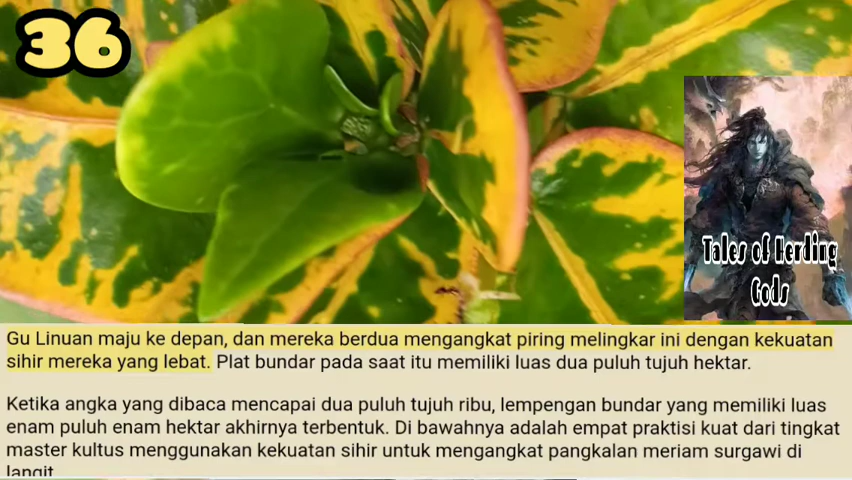 36
Tales of Herding
Gods
Gu Linuan maju ke depan, dan mereka berdua mengangkat piring melingkar ini dengan kekuatan
sihir mereka yang lebat. Plat bundar pada saat itu memiliki luas dua puluh tujuh hektar.
Ketika angka yang dibaca mencapai dua puluh tujuh ribu, lempengan bundar yang memiliki luas
enam puluh enam hektar akhirnya terbentuk. Di bawahnya adalah empat praktisi kuat dari tingkat
master kultus menggunakan kekuatan sihir untuk mengangkat pangkalan meriam surgawi di
langit